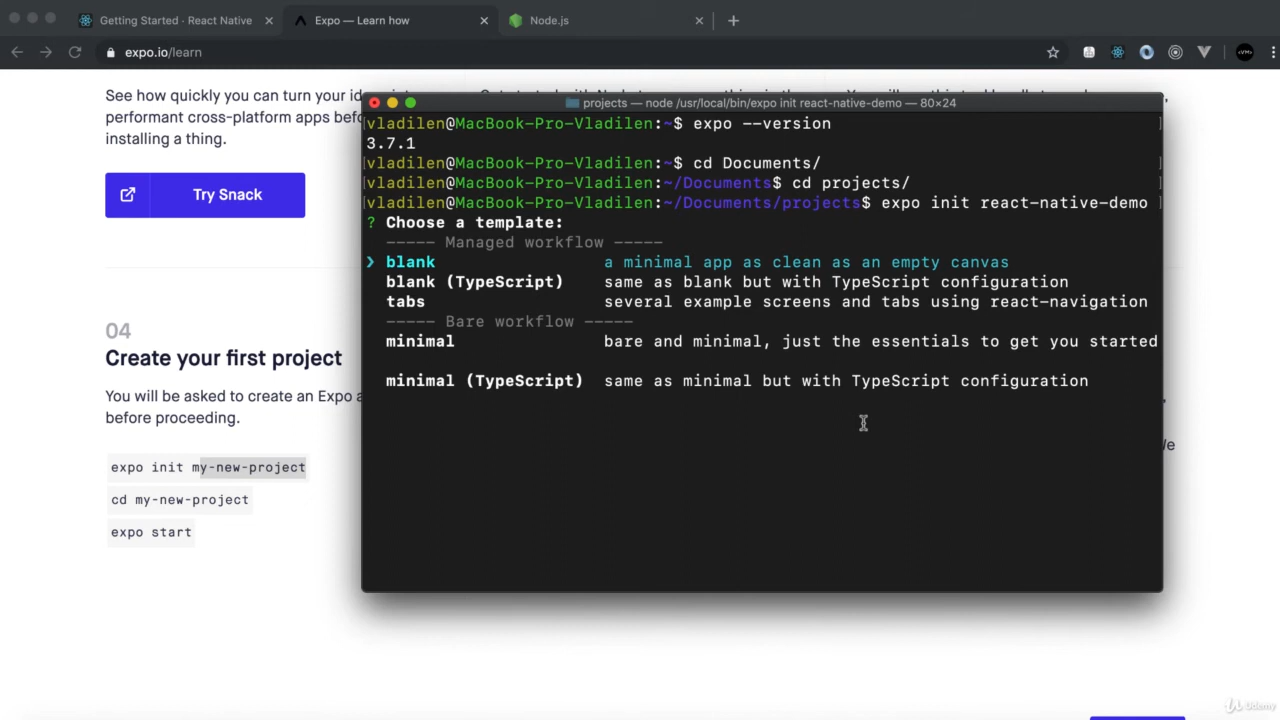 Getting Started · React Native
Expo — Learn how
Node.js
expo.io/learn
See how quickly you can turn your
performant cross-platform apps
installing a thing.
Try Snack
04
Create your first project
You will be asked to create an Expo
before proceeding.
expo init my-new-project
cd my-new-project
expo start
projects — node /usr/local/bin/expo init react-native-demo — 80×24
vladilen@MacBook-Pro-Vladilen:~$ expo --version
3.7.1
vladilen@MacBook-Pro-Vladilen:~$ cd Documents/
vladilen@MacBook-Pro-Vladilen:~/Documents$ cd projects/
vladilen@MacBook-Pro-Vladilen:~/Documents/projects$ expo init react-native-demo
? Choose a template:
----- Managed workflow -----
❯ blank a minimal app as clean as an empty canvas
blank (TypeScript) same as blank but with TypeScript configuration
tabs several example screens and tabs using react-navigation
----- Bare workflow -----
minimal bare and minimal, just the essentials to get you started
minimal (TypeScript) same as minimal but with TypeScript configuration
Udemy